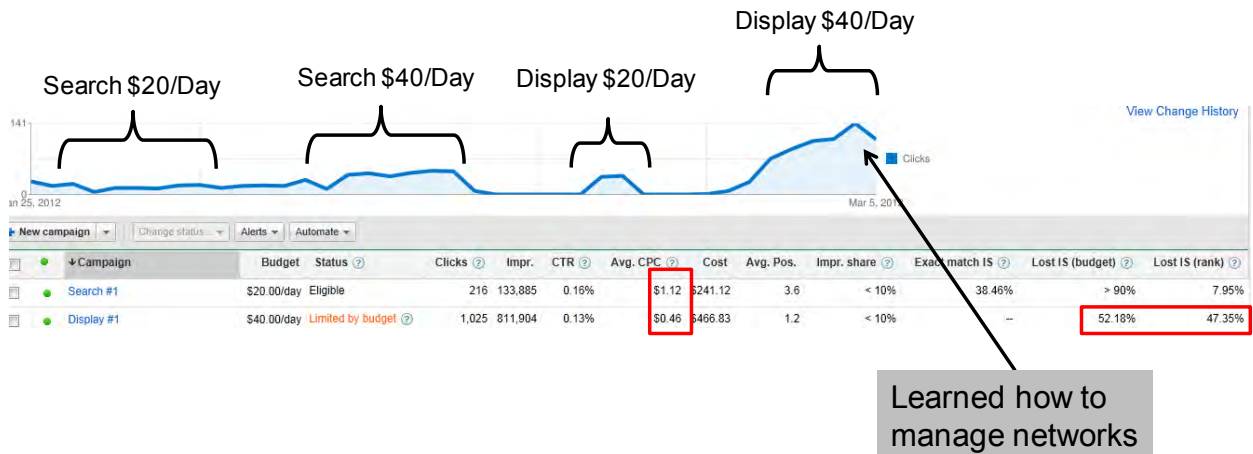 Display $40/Day
Search $20/Day
Search $40/Day
Display $20/Day
View Change History
141
Clicks
0
an 25, 2012
Mar 5, 201
New campaign Change status... Alerts Automate
Campaign Budget Status ? Clicks ? Impr. CTR ? Avg. CPC ? Cost Avg. Pos. Impr. share ? Exact match IS ? Lost IS (budget) ? Lost IS (rank) ?
Search #1 $20.00/day Eligible 216 133,885 0.16% $1.12 $241.12 3.6 < 10% 38.46% > 90% 7.95%
Display #1 $40.00/day Limited by budget ? 1,025 811,904 0.13% $0.46 $466.83 1.2 < 10% -- 52.18% 47.35%
Learned how to
manage networks